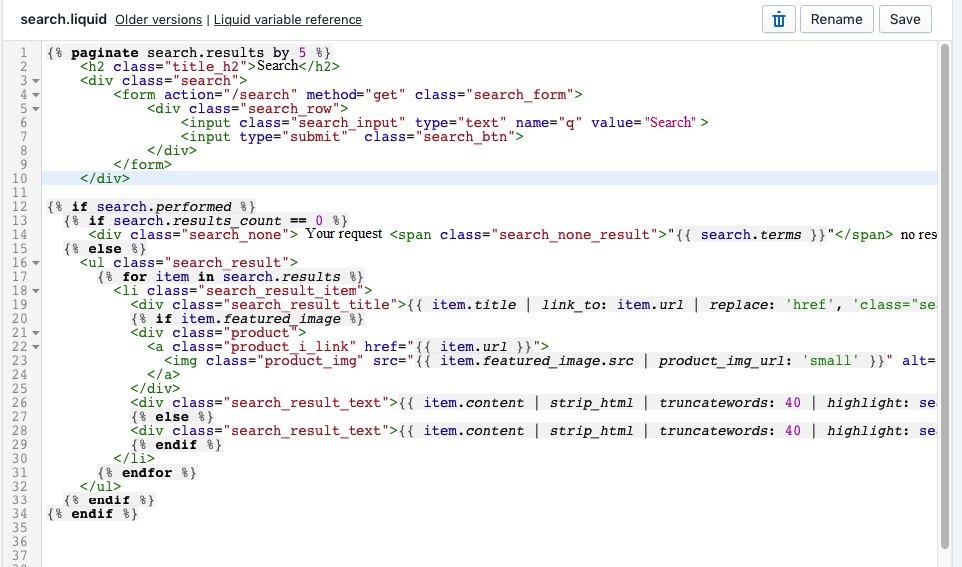 search.liquid Older versions | Liquid variable reference Rename Save
1 {% paginate search.results by 5 %}
2 <h2 class="title_h2">Search</h2>
3 <div class="search">
4 <form action="/search" method="get" class="search_form">
5 <div class="search_row">
6 <input class="search_input" type="text" name="q" value="Search" >
7 <input type="submit" class="search_btn">
8 </div>
9 </form>
10 </div>
11
12 {% if search.performed %}
13 {% if search.results_count == 0 %}
14 <div class="search_none"> Your request <span class="search_none_result">"{{ search.terms }}"</span> no res
15 {% else %}
16 <ul class="search_result">
17 {% for item in search.results %}
18 <li class="search_result_item">
19 <div class="search_result_title">{{ item.title | link_to: item.url | replace: 'href', 'class="se
20 {% if item.featured_image %}
21 <div class="product">
22 <a class="product_i_link" href="{{ item.url }}">
23 <img class="product_img" src="{{ item.featured_image.src | product_img_url: 'small' }}" alt=
24 </a>
25 </div>
26 <div class="search_result_text">{{ item.content | strip_html | truncatewords: 40 | highlight: se
27 {% else %}
28 <div class="search_result_text">{{ item.content | strip_html | truncatewords: 40 | highlight: se
29 {% endif %}
30 </li>
31 {% endfor %}
32 </ul>
33 {% endif %}
34 {% endif %}
35
36
37